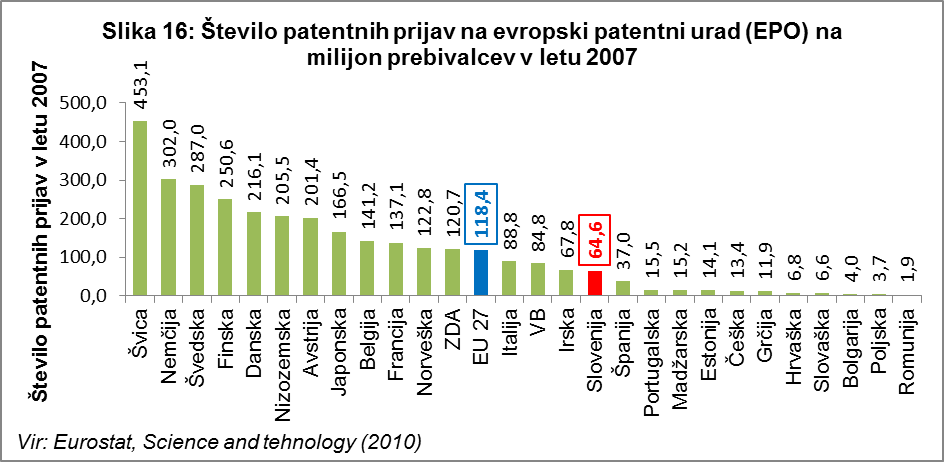 Slika 16: Število patentnih prijav na evropski patentni urad (EPO) na
milijon prebivalcev v letu 2007
Število patentnih prijav v letu 2007
500,0
400,0
300,0
200,0
100,0
0,0
453,1
302,0
287,0
250,6
216,1
205,5
201,4
166,5
141,2
137,1
122,8
120,7
118,4
88,8
84,8
67,8
64,6
37,0
15,5
15,2
14,1
13,4
11,9
6,8
6,6
4,0
3,7
1,9
Švica
Nemčija
Švedska
Finska
Danska
Nizozemska
Avstrija
Japonska
Belgija
Francija
Norveška
ZDA
EU 27
Italija
VB
Irska
Slovenija
Španija
Portugalska
Madžarska
Estonija
Češka
Grčija
Hrvaška
Slovaška
Bolgarija
Poljska
Romunija
Vir: Eurostat, Science and tehnology (2010)